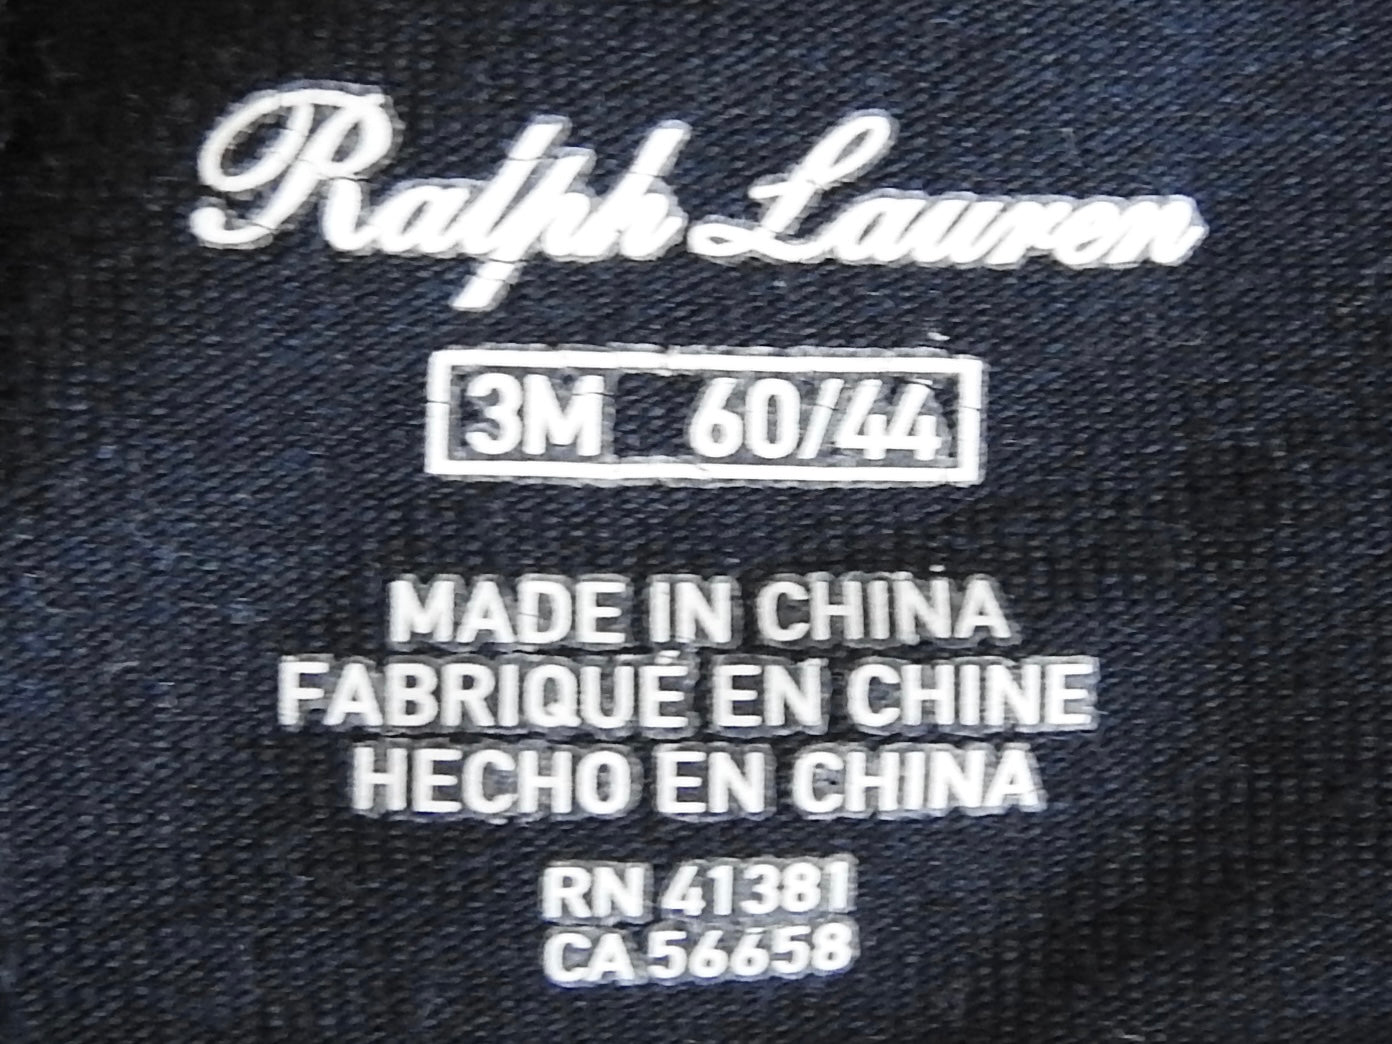 Ralph Lauren
3M 60/44
MADE IN CHINA
FABRIQUÉ EN CHINE
HECHO EN CHINA
RN 41381
CA 56658